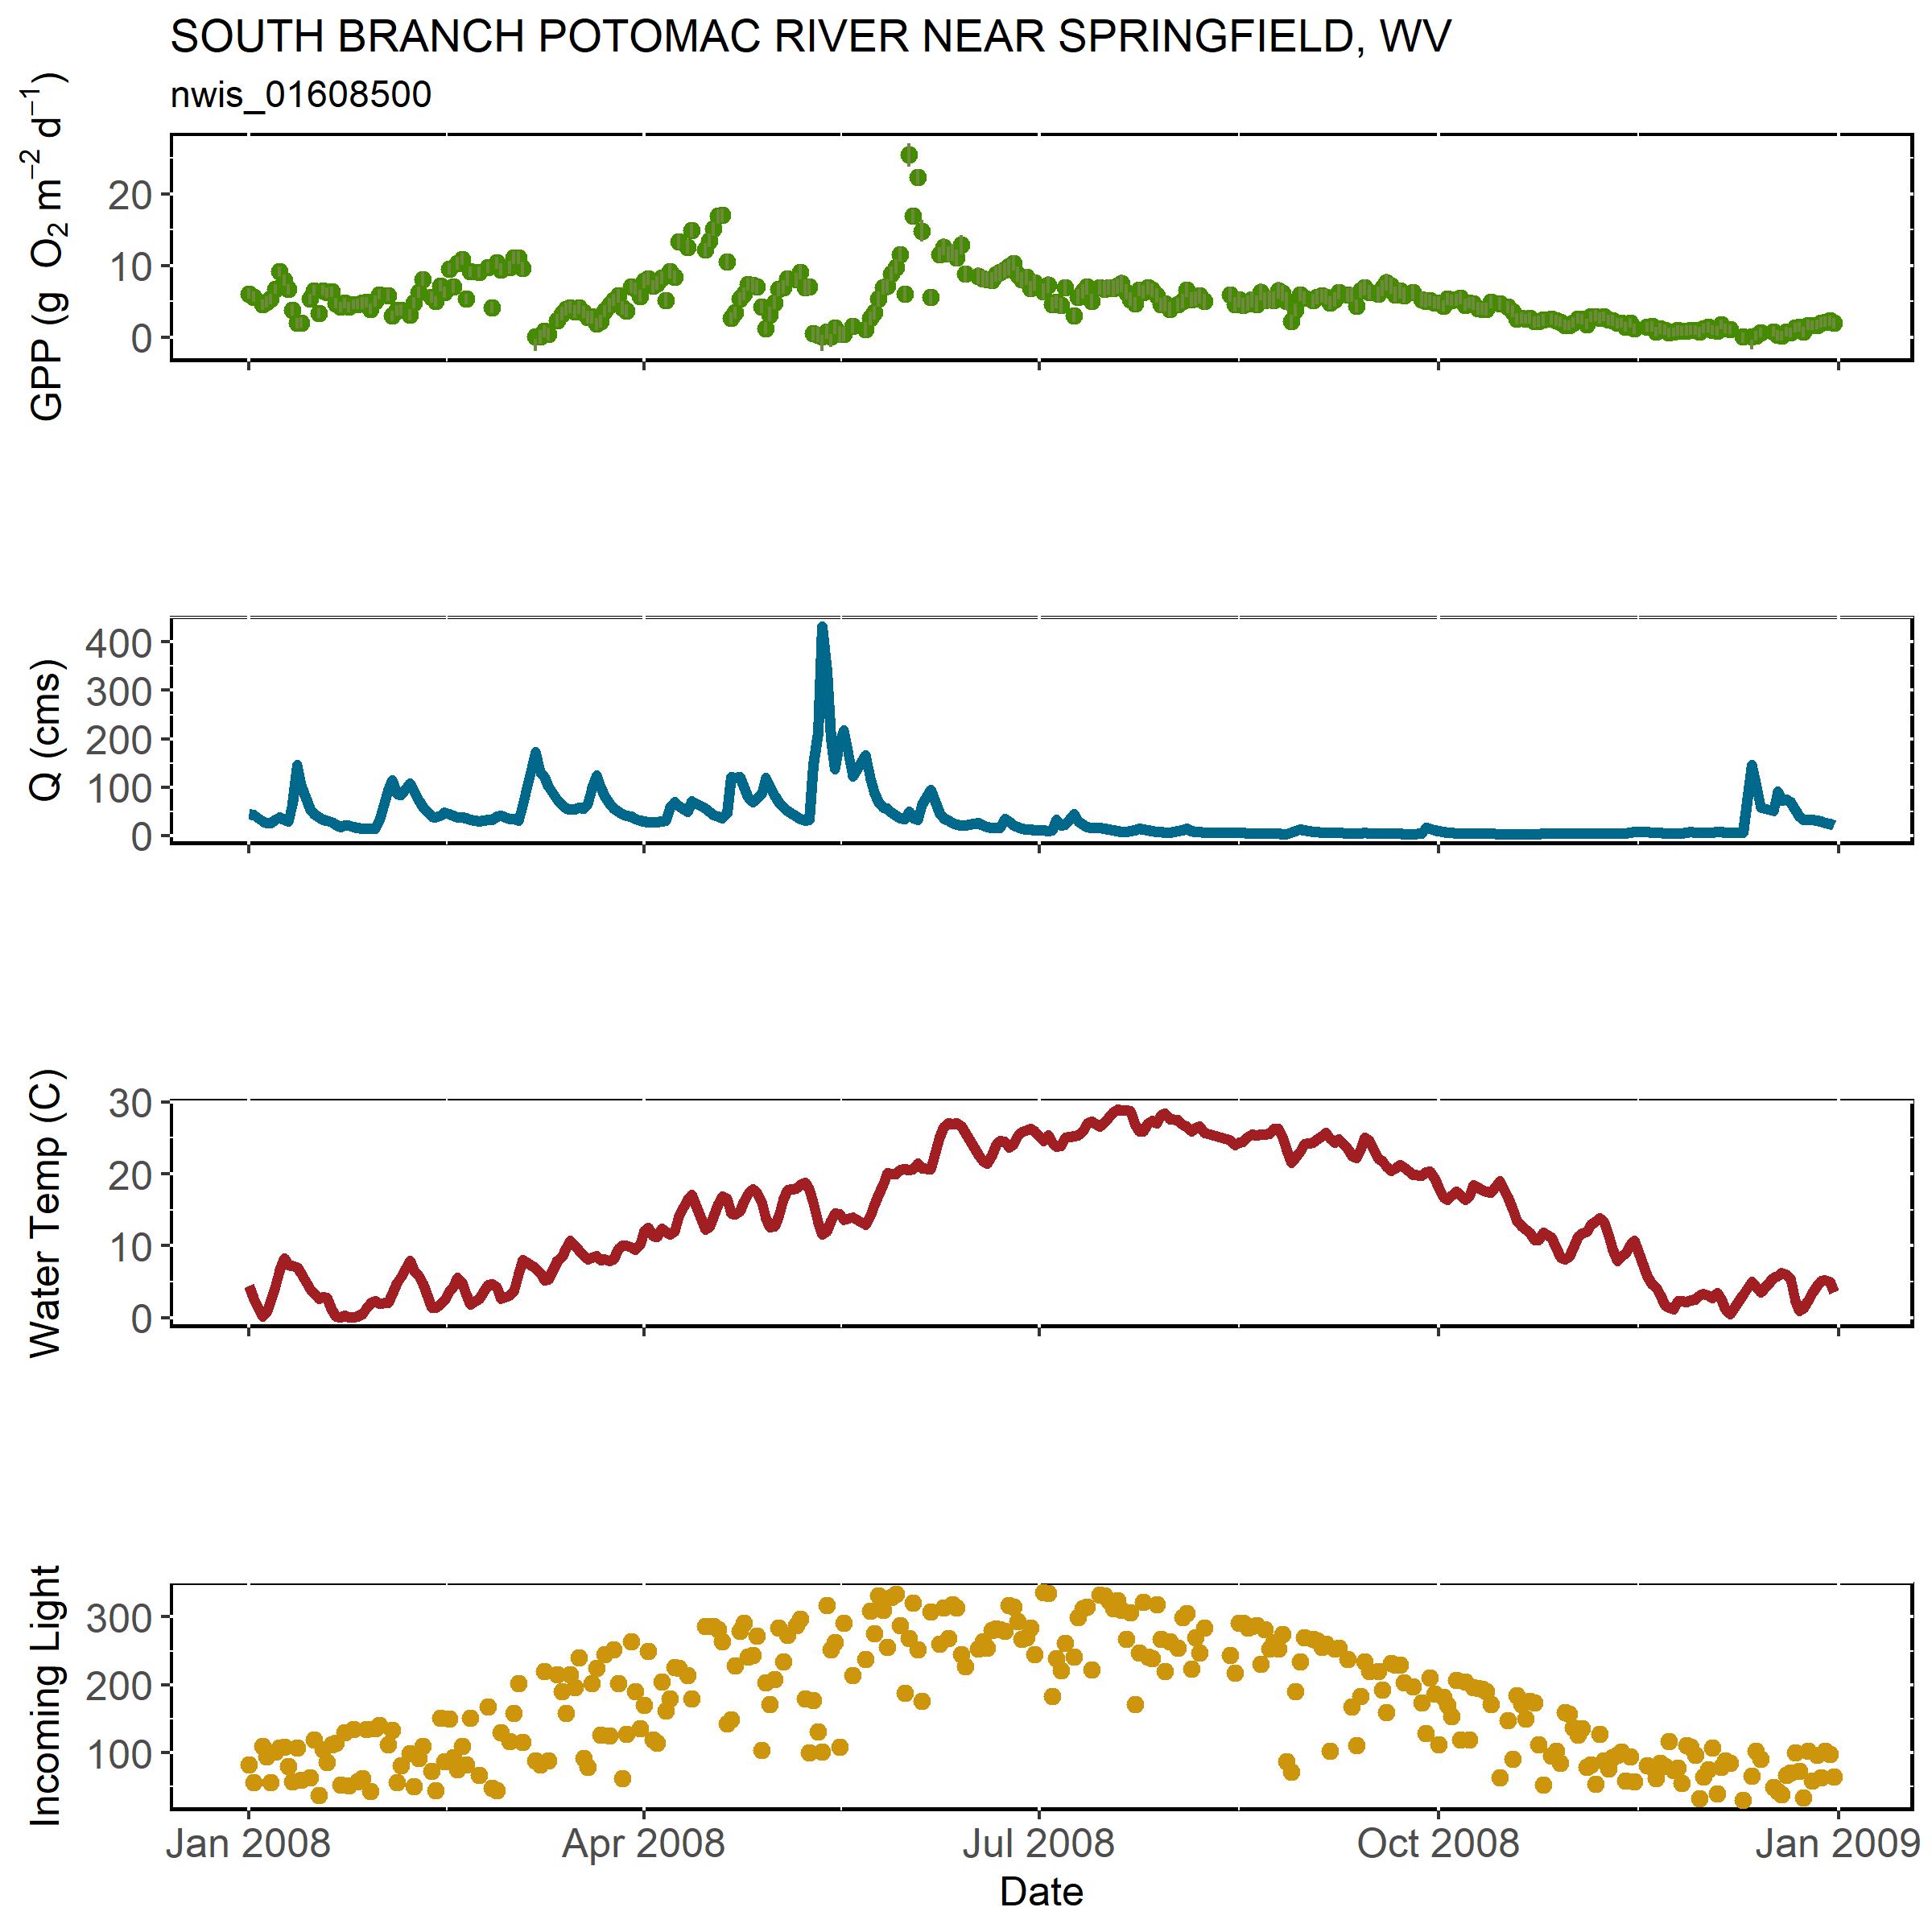 SOUTH BRANCH POTOMAC RIVER NEAR SPRINGFIELD, WV
nwis_01608500
GPP (g O₂ m⁻² d⁻¹)
20
10
0
Q (cms)
400
300
200
100
0
Water Temp (C)
30
20
10
0
Incoming Light
300
200
100
Jan 2008 Apr 2008 Jul 2008 Oct 2008 Jan 2009
Date